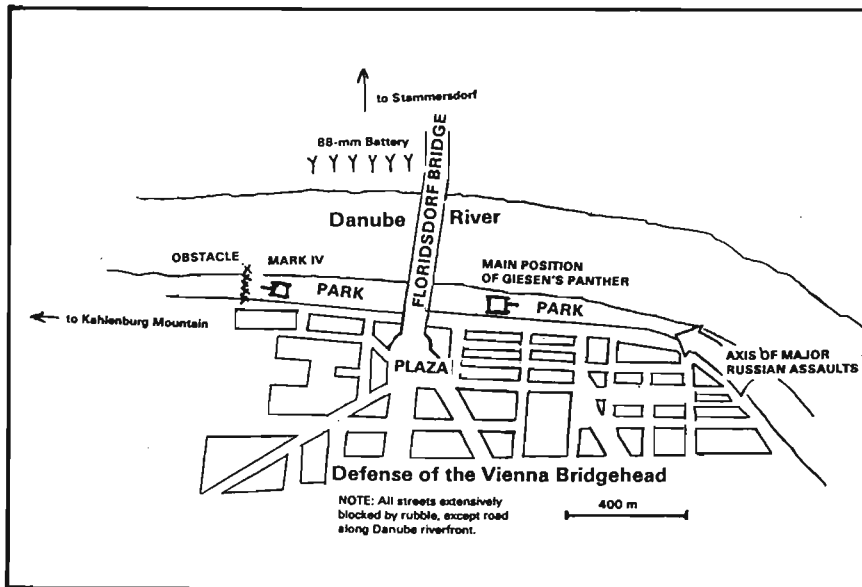 to Stammersdorf
88-mm Battery
FLORIDSDORF BRIDGE
Danube River
OBSTACLE
MARK IV
PARK
MAIN POSITION
OF GIESEN'S PANTHER
PARK
to Kahlenburg Mountain
PLAZA
AXIS OF MAJOR
RUSSIAN ASSAULTS
Defense of the Vienna Bridgehead
NOTE: All streets extensively
blocked by rubble, except road
along Danube riverfront.
400 m